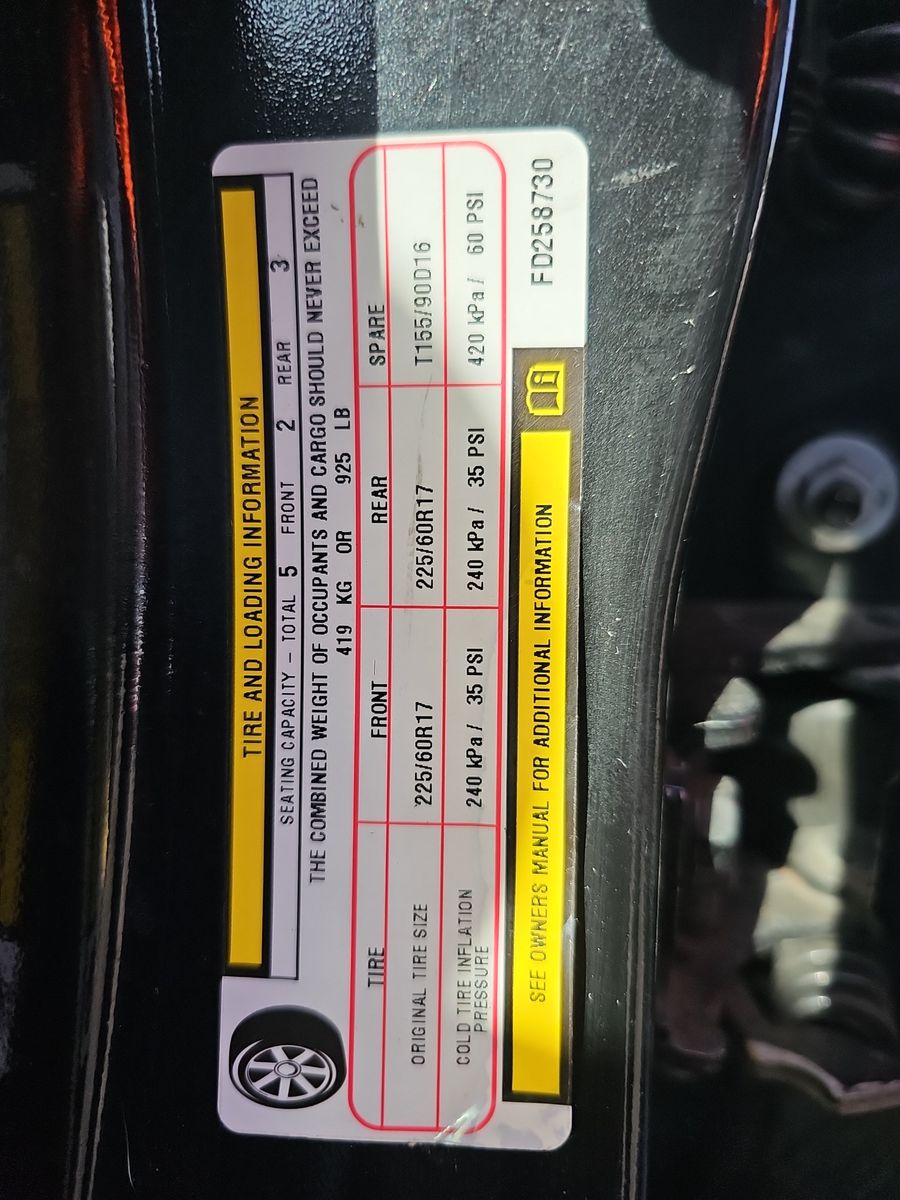 TIRE AND LOADING INFORMATION
SEATING CAPACITY – TOTAL 5 FRONT 2 REAR 3
THE COMBINED WEIGHT OF OCCUPANTS AND CARGO SHOULD NEVER EXCEED
419 KG OR 925 LB
TIRE FRONT REAR SPARE
ORIGINAL TIRE SIZE 225/60R17 225/60R17 T155/90D16
COLD TIRE INFLATION PRESSURE 240 kPa / 35 PSI 240 kPa / 35 PSI 420 kPa / 60 PSI
SEE OWNERS MANUAL FOR ADDITIONAL INFORMATION
FD258730